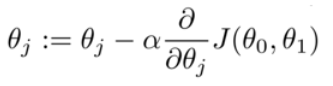 θ_j := θ_j − α ∂/∂θ_j J(θ_0, θ_1)